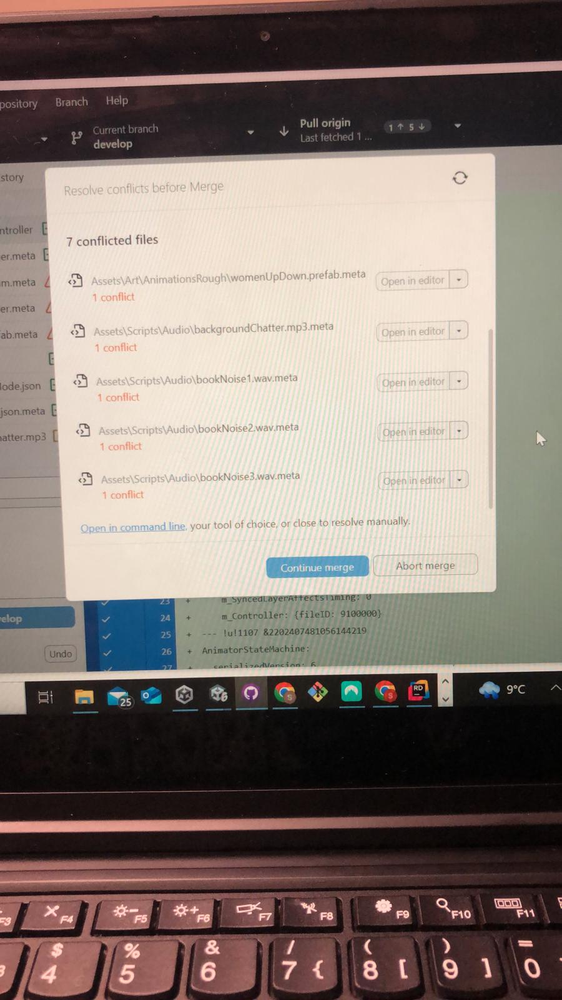 pository Branch Help
Current branch
develop
Pull origin
Last fetched 1 ...
1 ↑ 5 ↓
story
Resolve conflicts before Merge
ntroller
7 conflicted files
er.meta
m.meta
Assets\Art\AnimationsRough\womenUpDown.prefab.meta
Open in editor
1 conflict
er.meta
ab.meta
Assets\Scripts\Audio\backgroundChatter.mp3.meta
Open in editor
1 conflict
lode.json
Assets\Scripts\Audio\bookNoise1.wav.meta
Open in editor
1 conflict
json.meta
atter.mp3
Assets\Scripts\Audio\bookNoise2.wav.meta
Open in editor
1 conflict
Assets\Scripts\Audio\bookNoise3.wav.meta
Open in editor
1 conflict
Open in command line, your tool of choice, or close to resolve manually.
Continue merge
Abort merge
23 + m_SyncedLayerAffectsTiming: 0
elop
24 + m_Controller: {fileID: 9100000}
25 + --- !u!1107 &2202407481056144219
Undo
26 + AnimatorStateMachine:
27 + serializedVersion: 6
25
6
S
S
RD
9°C
F3 F4 F5 F6 F7 F8 F9 F10 F11
$ % & / ( ) =
3 4 5 6 7 { 8 [ 9 ] 0